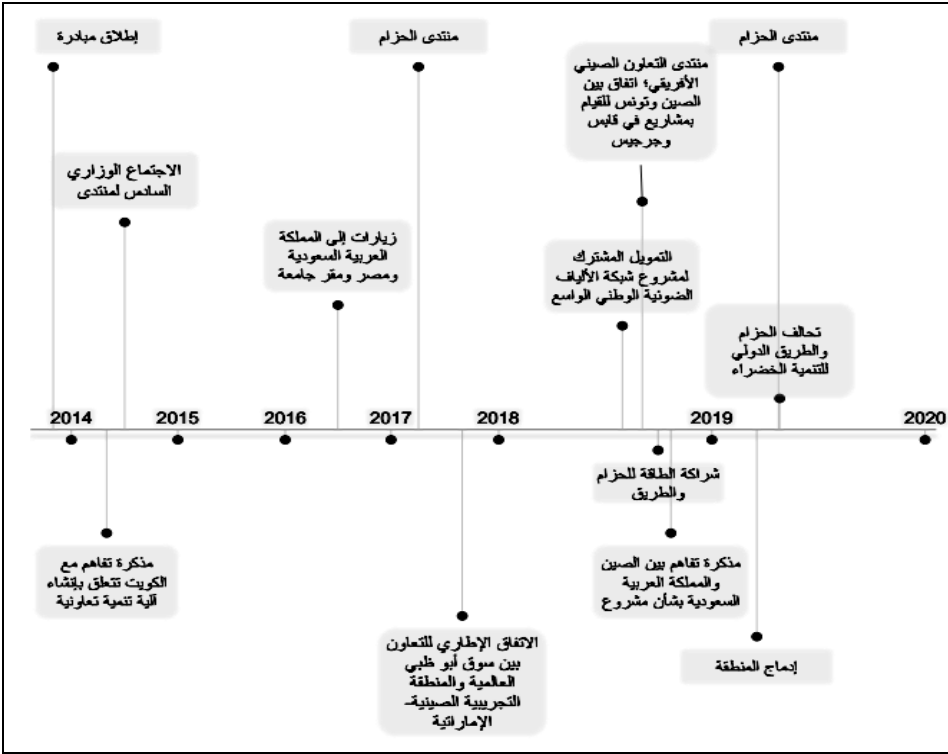 إطلاق مبادرة
منتدى الحزام
منتدى التعاون الصيني
الأفريقي؛ اتفاق بين
الصين وتونس للقيام
بمشاريع في قابس
وجرجيس
منتدى الحزام
الاجتماع الوزاري
السادس لمنتدى
زيارات إلى المملكة
العربية السعودية
ومصر ومقر جامعة
التمويل المشترك
لمشروع شبكة الألياف
الضوئية الوطني الواسع
تحالف الحزام
والطريق الدولي
للتنمية الخضراء
2014 2015 2016 2017 2018 2019 2020
شراكة الطاقة للحزام
والطريق
مذكرة تفاهم مع
الكويت تتعلق بإنشاء
آلية تنمية تعاونية
مذكرة تفاهم بين الصين
والمملكة العربية
السعودية بشأن مشروع
الاتفاق الإطاري للتعاون
بين سوق أبو ظبي
العالمية والمنطقة
التجريبية الصينية-
الإماراتية
إدماج المنطقة